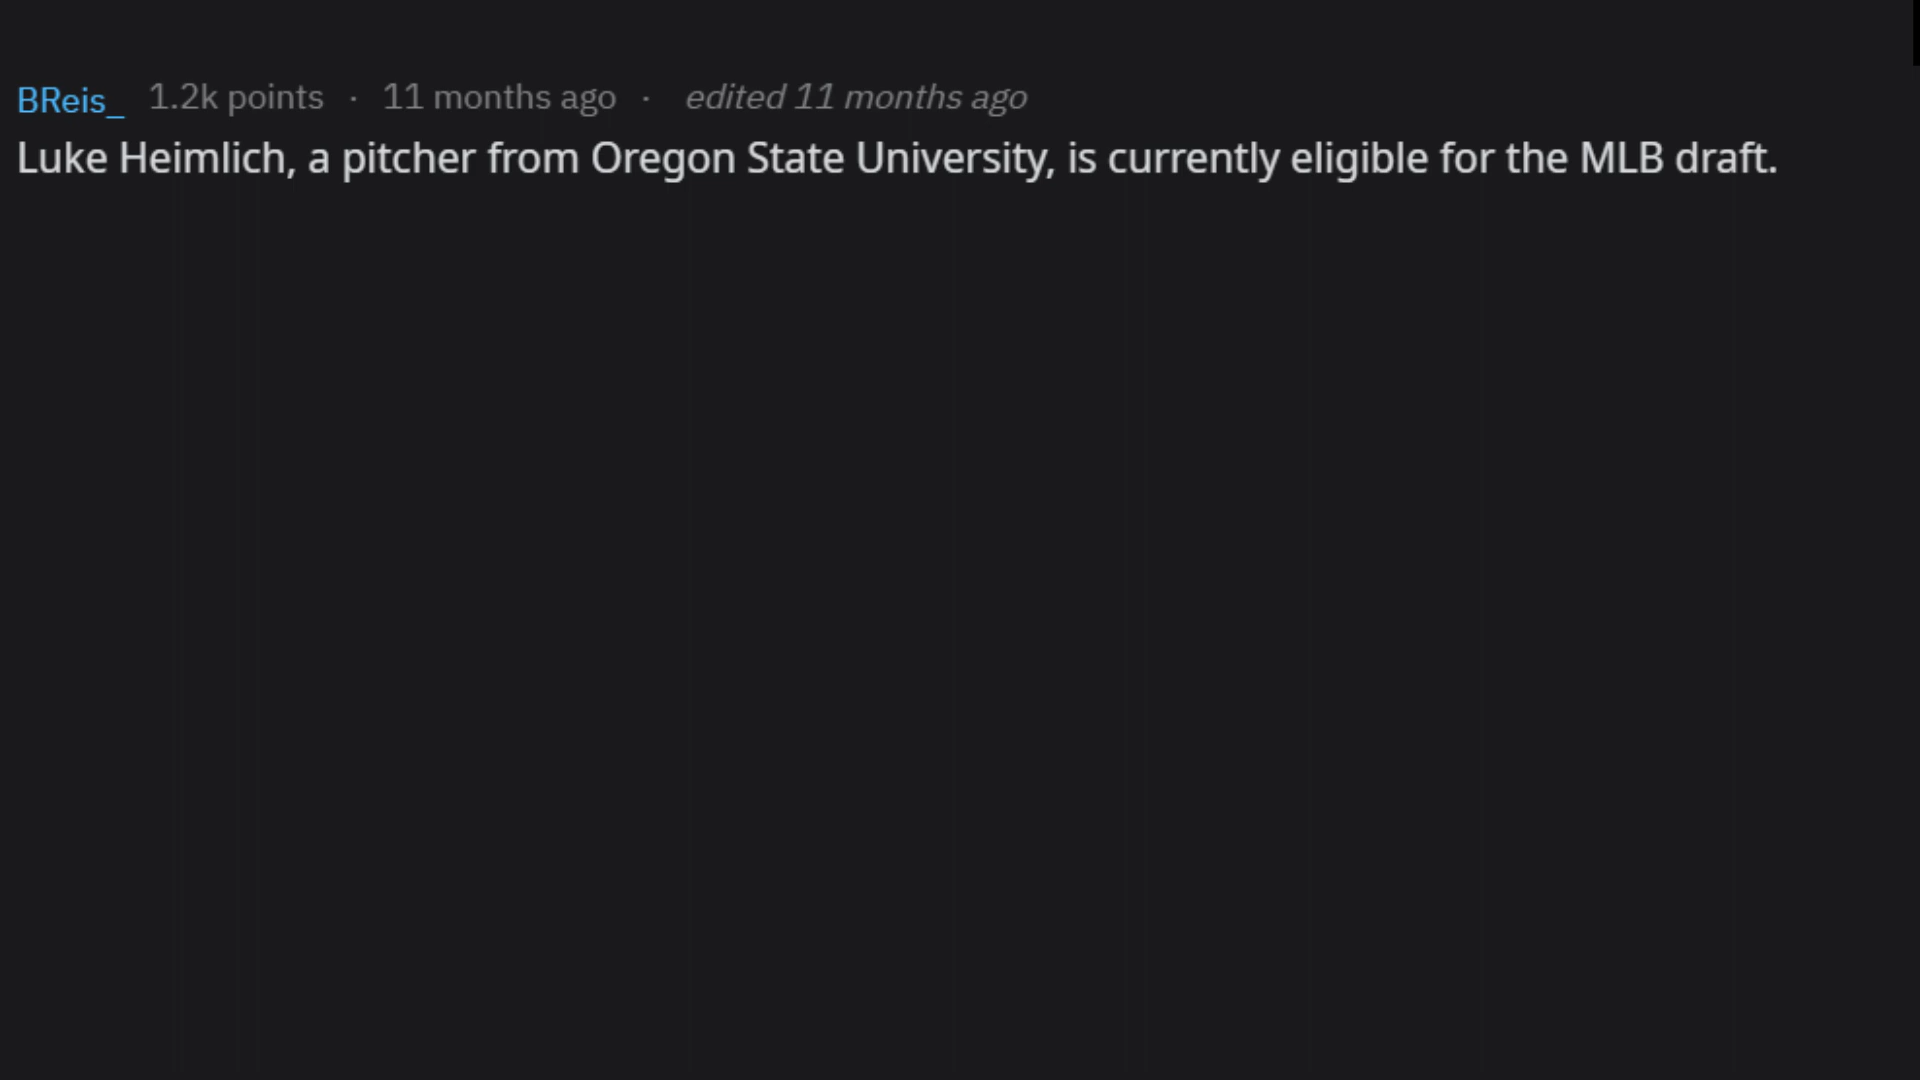 BReis_ 1.2k points · 11 months ago · edited 11 months ago
Luke Heimlich, a pitcher from Oregon State University, is currently eligible for the MLB draft.